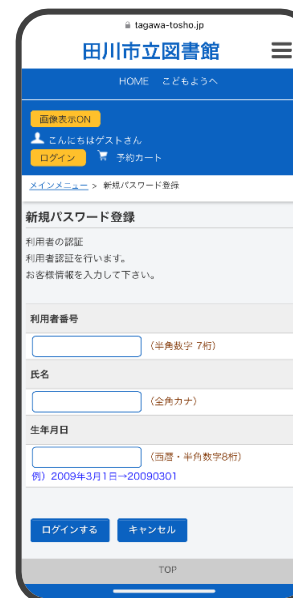 tagawa-tosho.jp
田川市立図書館
HOME こどもようへ
画像表示ON
こんにちはゲストさん
ログイン 予約カート
メインメニュー > 新規パスワード登録
新規パスワード登録
利用者の認証
利用者認証を行います。
お客様情報を入力して下さい。
利用者番号
（半角数字 7桁）
氏名
（全角カナ）
生年月日
（西暦・半角数字8桁）
例）2009年3月1日→20090301
ログインする キャンセル
TOP